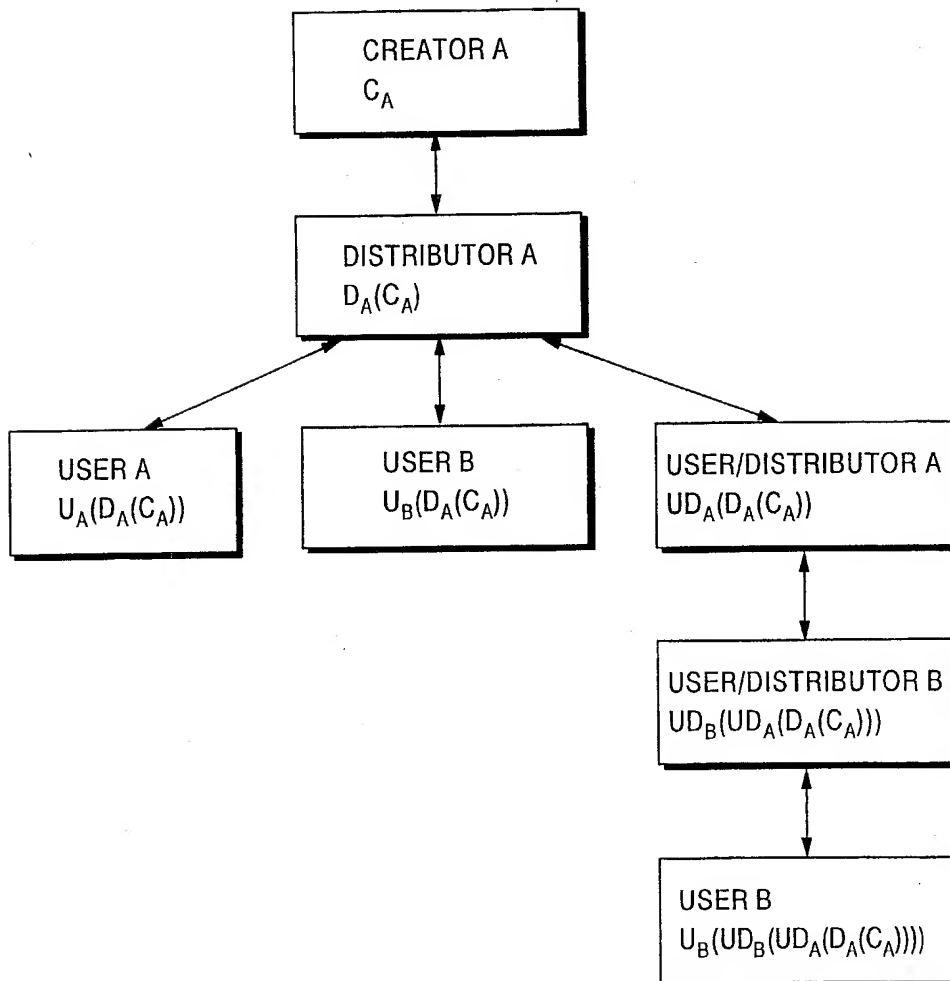 CREATOR A
C_A
DISTRIBUTOR A
D_A(C_A)
USER A
U_A(D_A(C_A))
USER B
U_B(D_A(C_A))
USER/DISTRIBUTOR A
UD_A(D_A(C_A))
USER/DISTRIBUTOR B
UD_B(UD_A(D_A(C_A)))
USER B
U_B(UD_B(UD_A(D_A(C_A))))